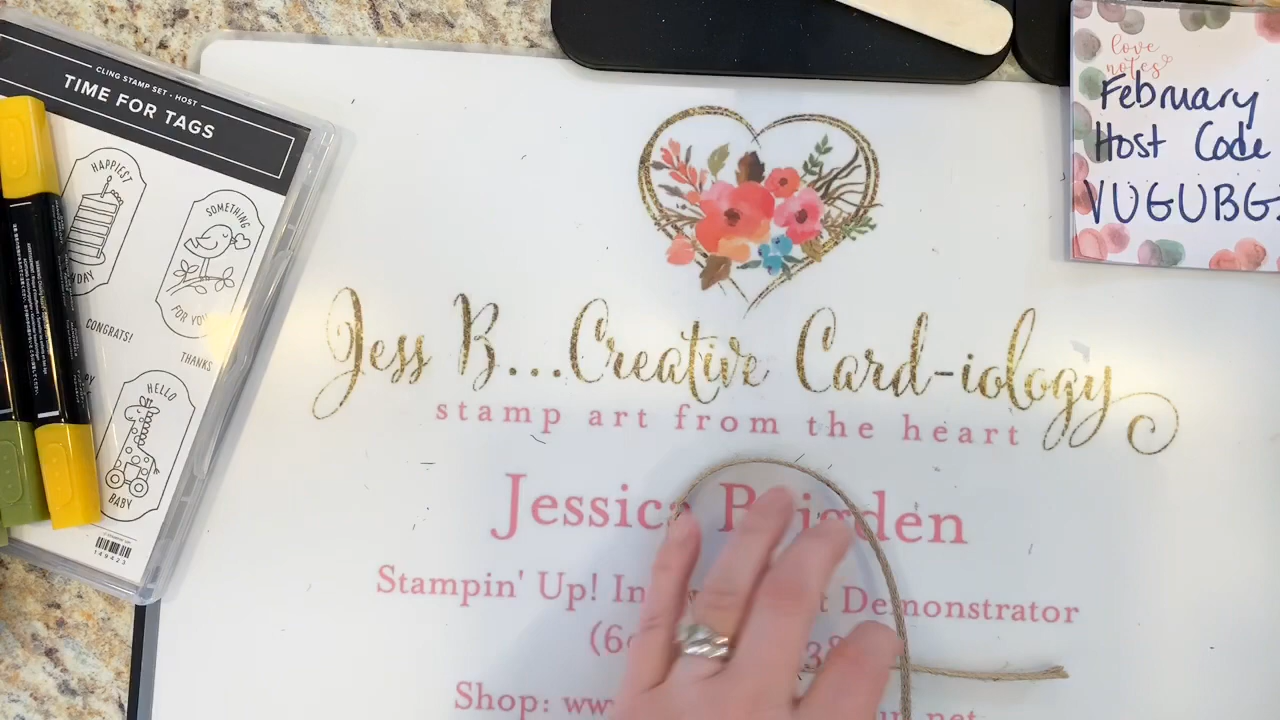 CLING STAMP SET • HOST
TIME FOR TAGS
HAPPIEST
SOMETHING
FOR YOU
CONGRATS!
THANKS
HELLO
BABY
149423
love
notes
February
Host Code
VUGUBG
Jess B...Creative Card-iology
stamp art from the heart
Jessica
Stampin' Up! Demonstrator
Shop: